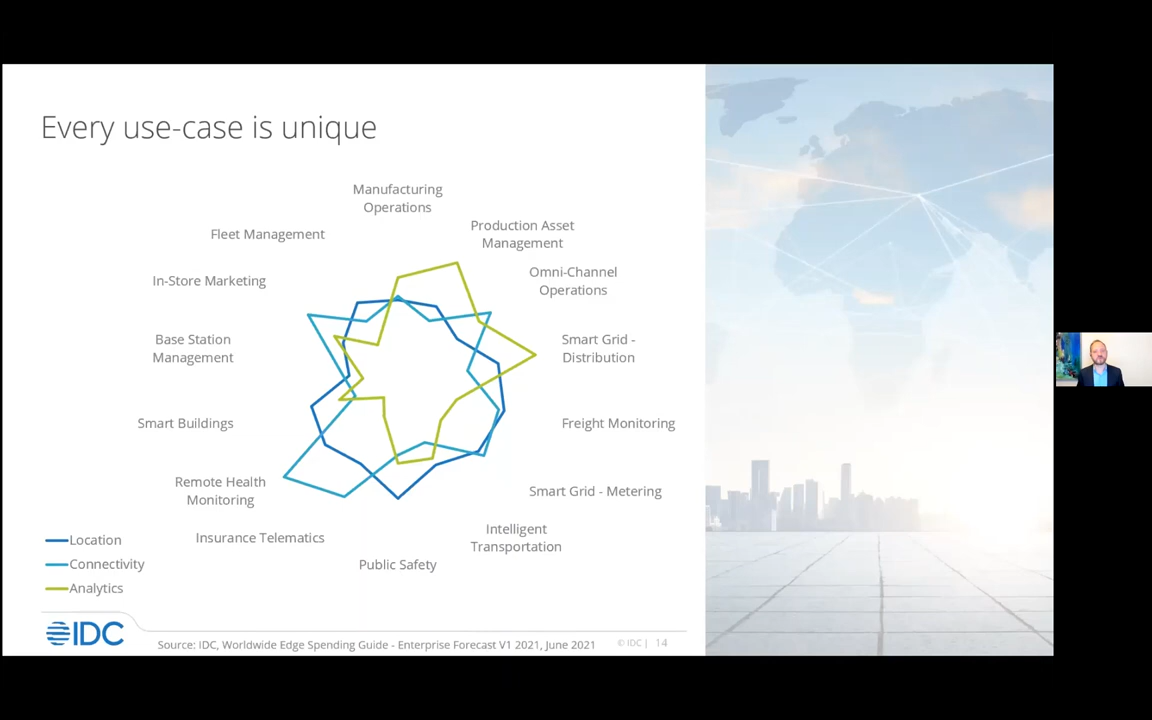 Every use-case is unique
Manufacturing
Operations
Production Asset
Management
Omni-Channel
Operations
Smart Grid -
Distribution
Freight Monitoring
Smart Grid - Metering
Intelligent
Transportation
Public Safety
Insurance Telematics
Remote Health
Monitoring
Smart Buildings
Base Station
Management
In-Store Marketing
Fleet Management
Location
Connectivity
Analytics
IDC
Source: IDC, Worldwide Edge Spending Guide - Enterprise Forecast V1 2021, June 2021
© IDC | 14